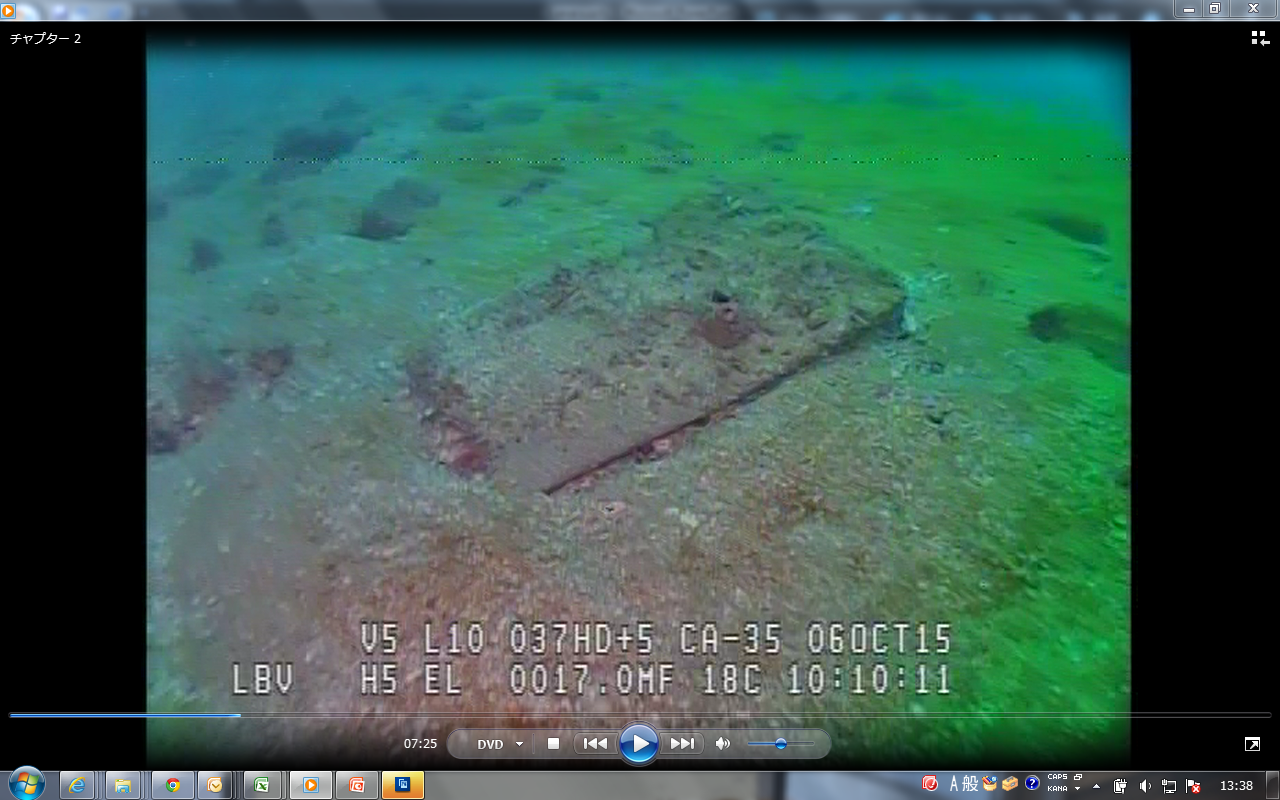 チャプター 2
V5 L10 037HD+5 CA-35 06OCT15
LBV H5 EL 0017.0MF 18C 10:10:11
07:25
DVD
A 般
CAPS
KANA
13:38